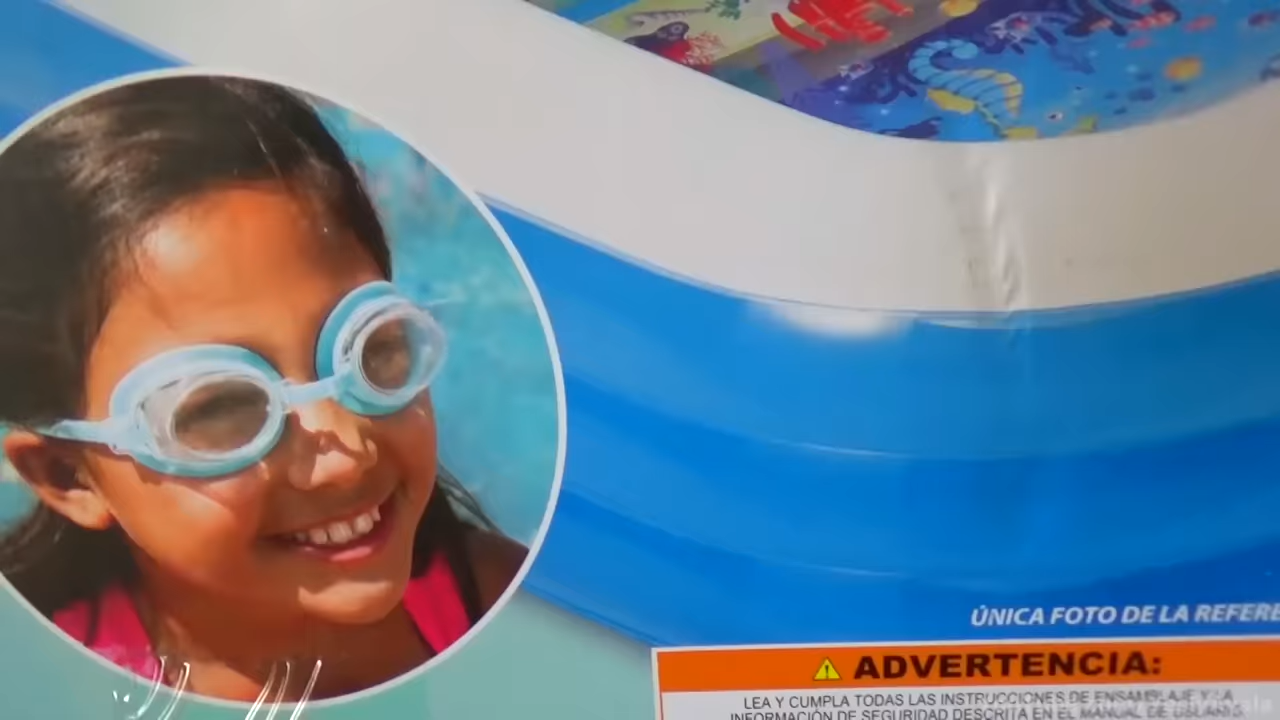 ÚNICA FOTO DE LA REFERE
ADVERTENCIA:
LEA Y CUMPLA TODAS LAS INSTRUCCIONES DE ENSAMBLAJE Y LA
INFORMACIÓN DE SEGURIDAD DESCRITA EN EL MANUAL DE USUARIO